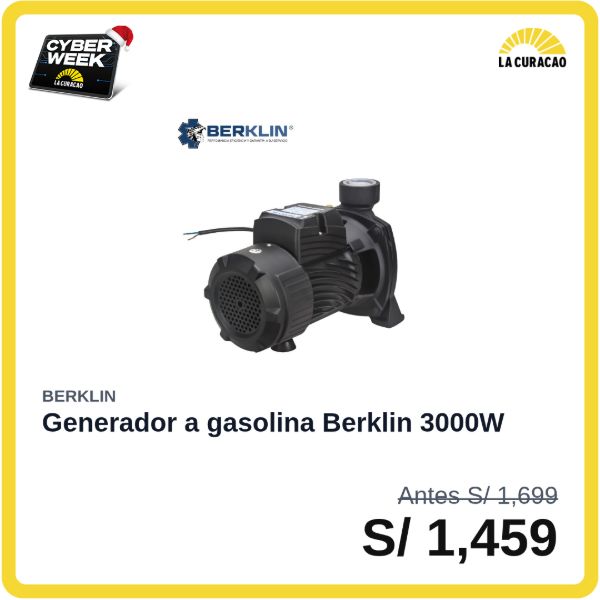 CYBER
WEEK
LA CURACAO
LA CURACAO
BERKLIN®
BERKLIN
Generador a gasolina Berklin 3000W
Antes S/ 1,699
S/ 1,459